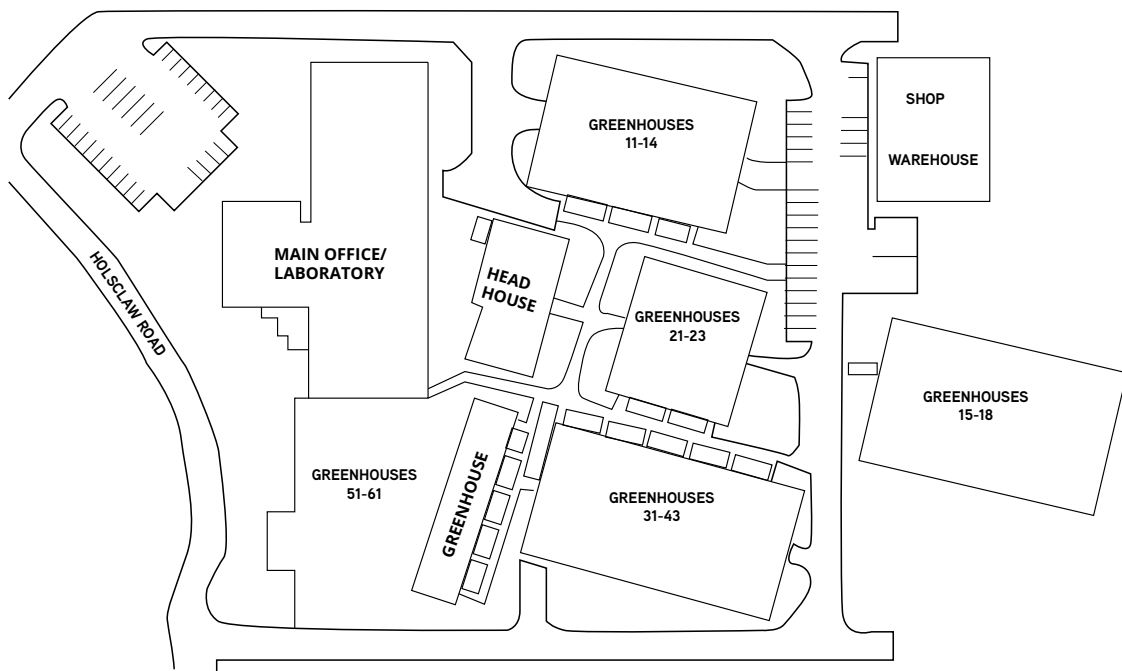 GREENHOUSES
11-14
SHOP
WAREHOUSE
MAIN OFFICE/
LABORATORY
HEAD
HOUSE
HOLSCLAW ROAD
GREENHOUSES
21-23
GREENHOUSES
15-18
GREENHOUSES
51-61
GREENHOUSE
GREENHOUSES
31-43